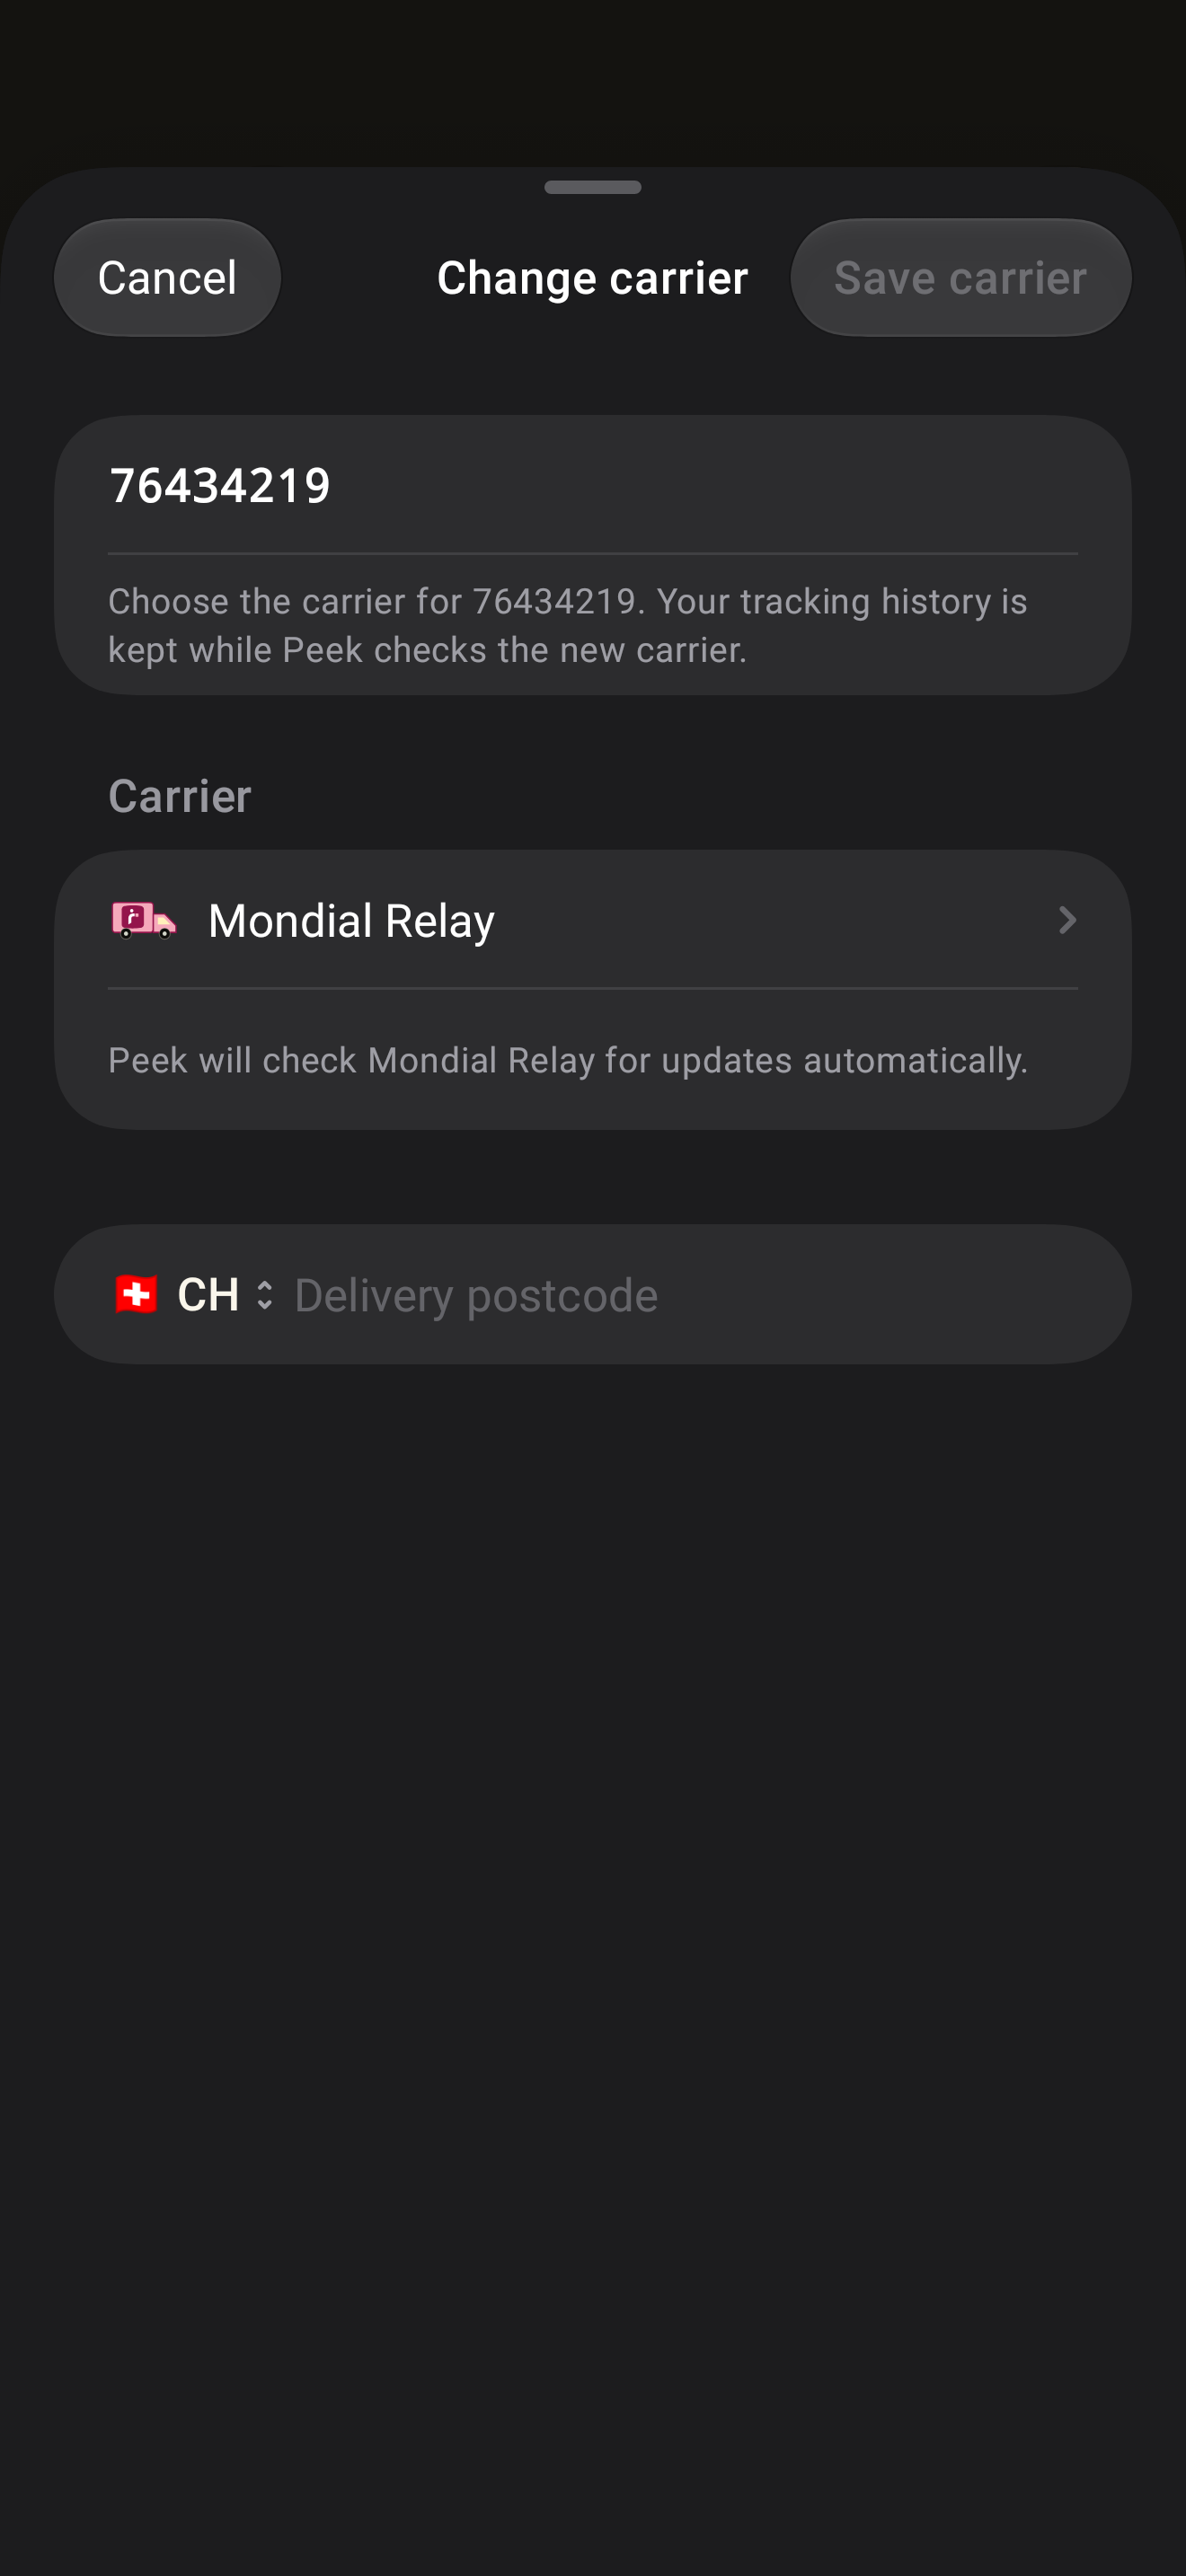 Cancel
Change carrier
Save carrier
76434219
Choose the carrier for 76434219. Your tracking history is
kept while Peek checks the new carrier.
Carrier
Mondial Relay
Peek will check Mondial Relay for updates automatically.
CH Delivery postcode